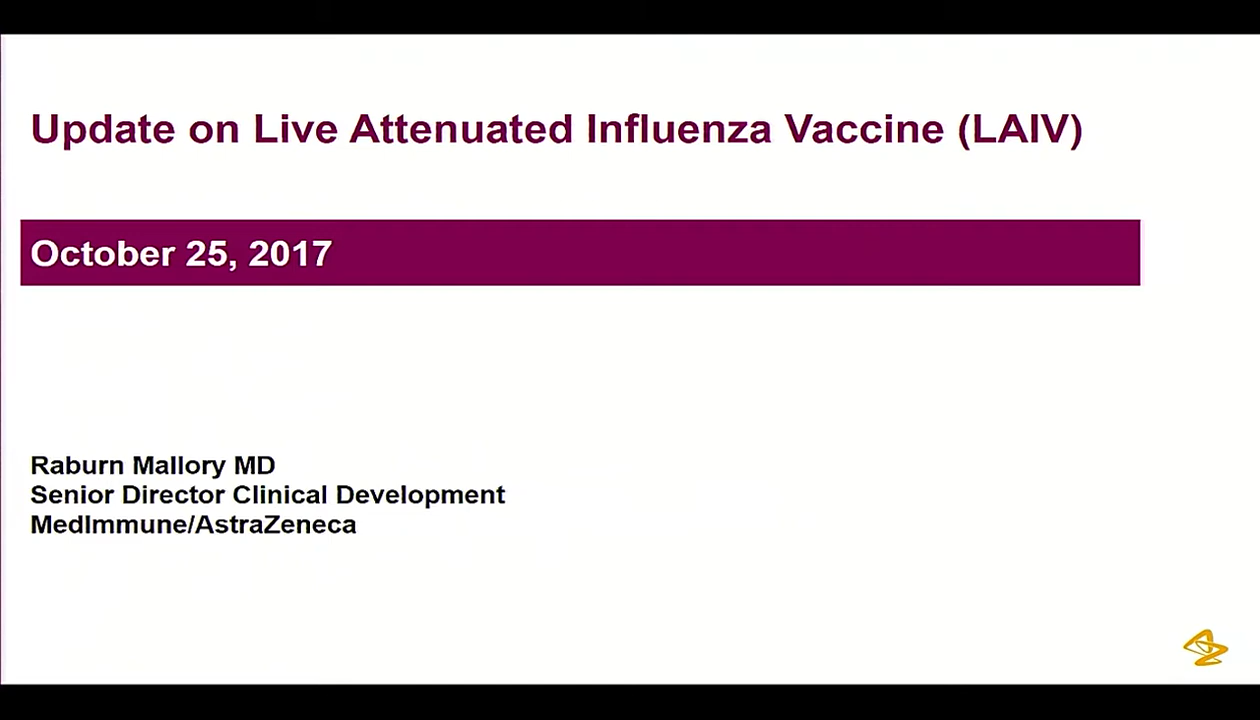 Update on Live Attenuated Influenza Vaccine (LAIV)
October 25, 2017
Raburn Mallory MD
Senior Director Clinical Development
MedImmune/AstraZeneca